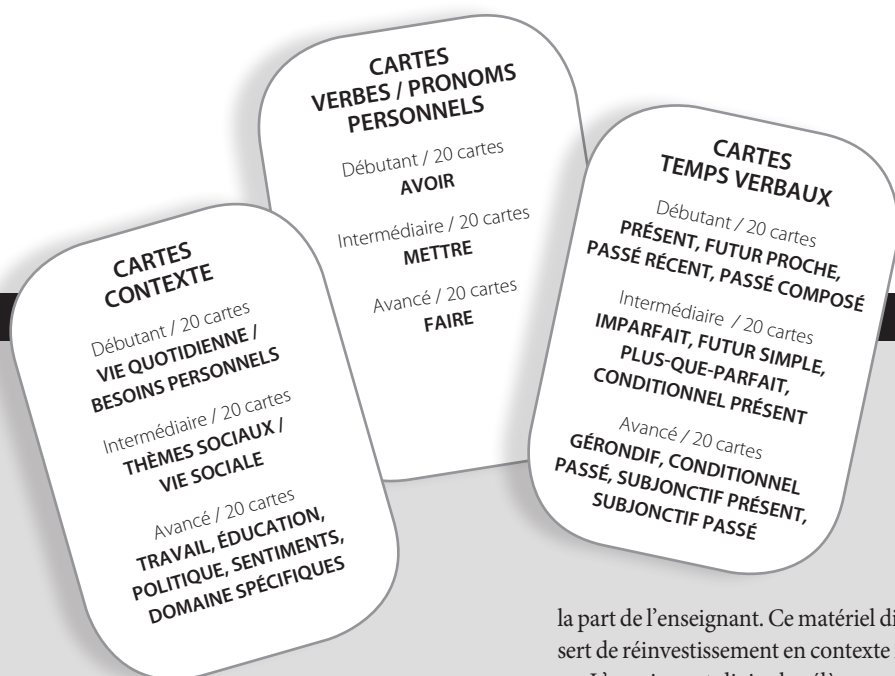 CARTES
CONTEXTE
Débutant / 20 cartes
VIE QUOTIDIENNE /
BESOINS PERSONNELS
Intermédiaire / 20 cartes
THÈMES SOCIAUX /
VIE SOCIALE
Avancé / 20 cartes
TRAVAIL, ÉDUCATION,
POLITIQUE, SENTIMENTS,
DOMAINE SPÉCIFIQUES
CARTES
VERBES / PRONOMS
PERSONNELS
Débutant / 20 cartes
AVOIR
Intermédiaire / 20 cartes
METTRE
Avancé / 20 cartes
FAIRE
CARTES
TEMPS VERBAUX
Débutant / 20 cartes
PRÉSENT, FUTUR PROCHE,
PASSÉ RÉCENT, PASSÉ COMPOSÉ
Intermédiaire / 20 cartes
IMPARFAIT, FUTUR SIMPLE,
PLUS-QUE-PARFAIT,
CONDITIONNEL PRÉSENT
Avancé / 20 cartes
GÉRONDIF, CONDITIONNEL
PASSÉ, SUBJONCTIF PRÉSENT,
SUBJONCTIF PASSÉ
la part de l'enseignant. Ce matériel
sert de réinvestissement en contexte